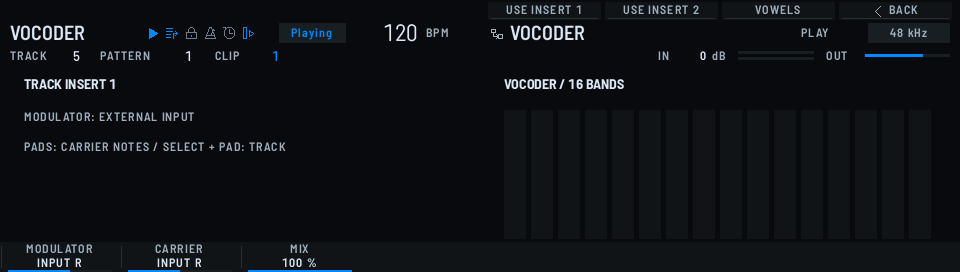 USE INSERT 1 USE INSERT 2 VOWELS BACK
VOCODER Playing 120 BPM VOCODER PLAY 48 kHz
TRACK 5 PATTERN 1 CLIP 1 IN 0 dB OUT
TRACK INSERT 1 VOCODER / 16 BANDS
MODULATOR: EXTERNAL INPUT
PADS: CARRIER NOTES / SELECT + PAD: TRACK
MODULATOR CARRIER MIX
INPUT R INPUT R 100 %